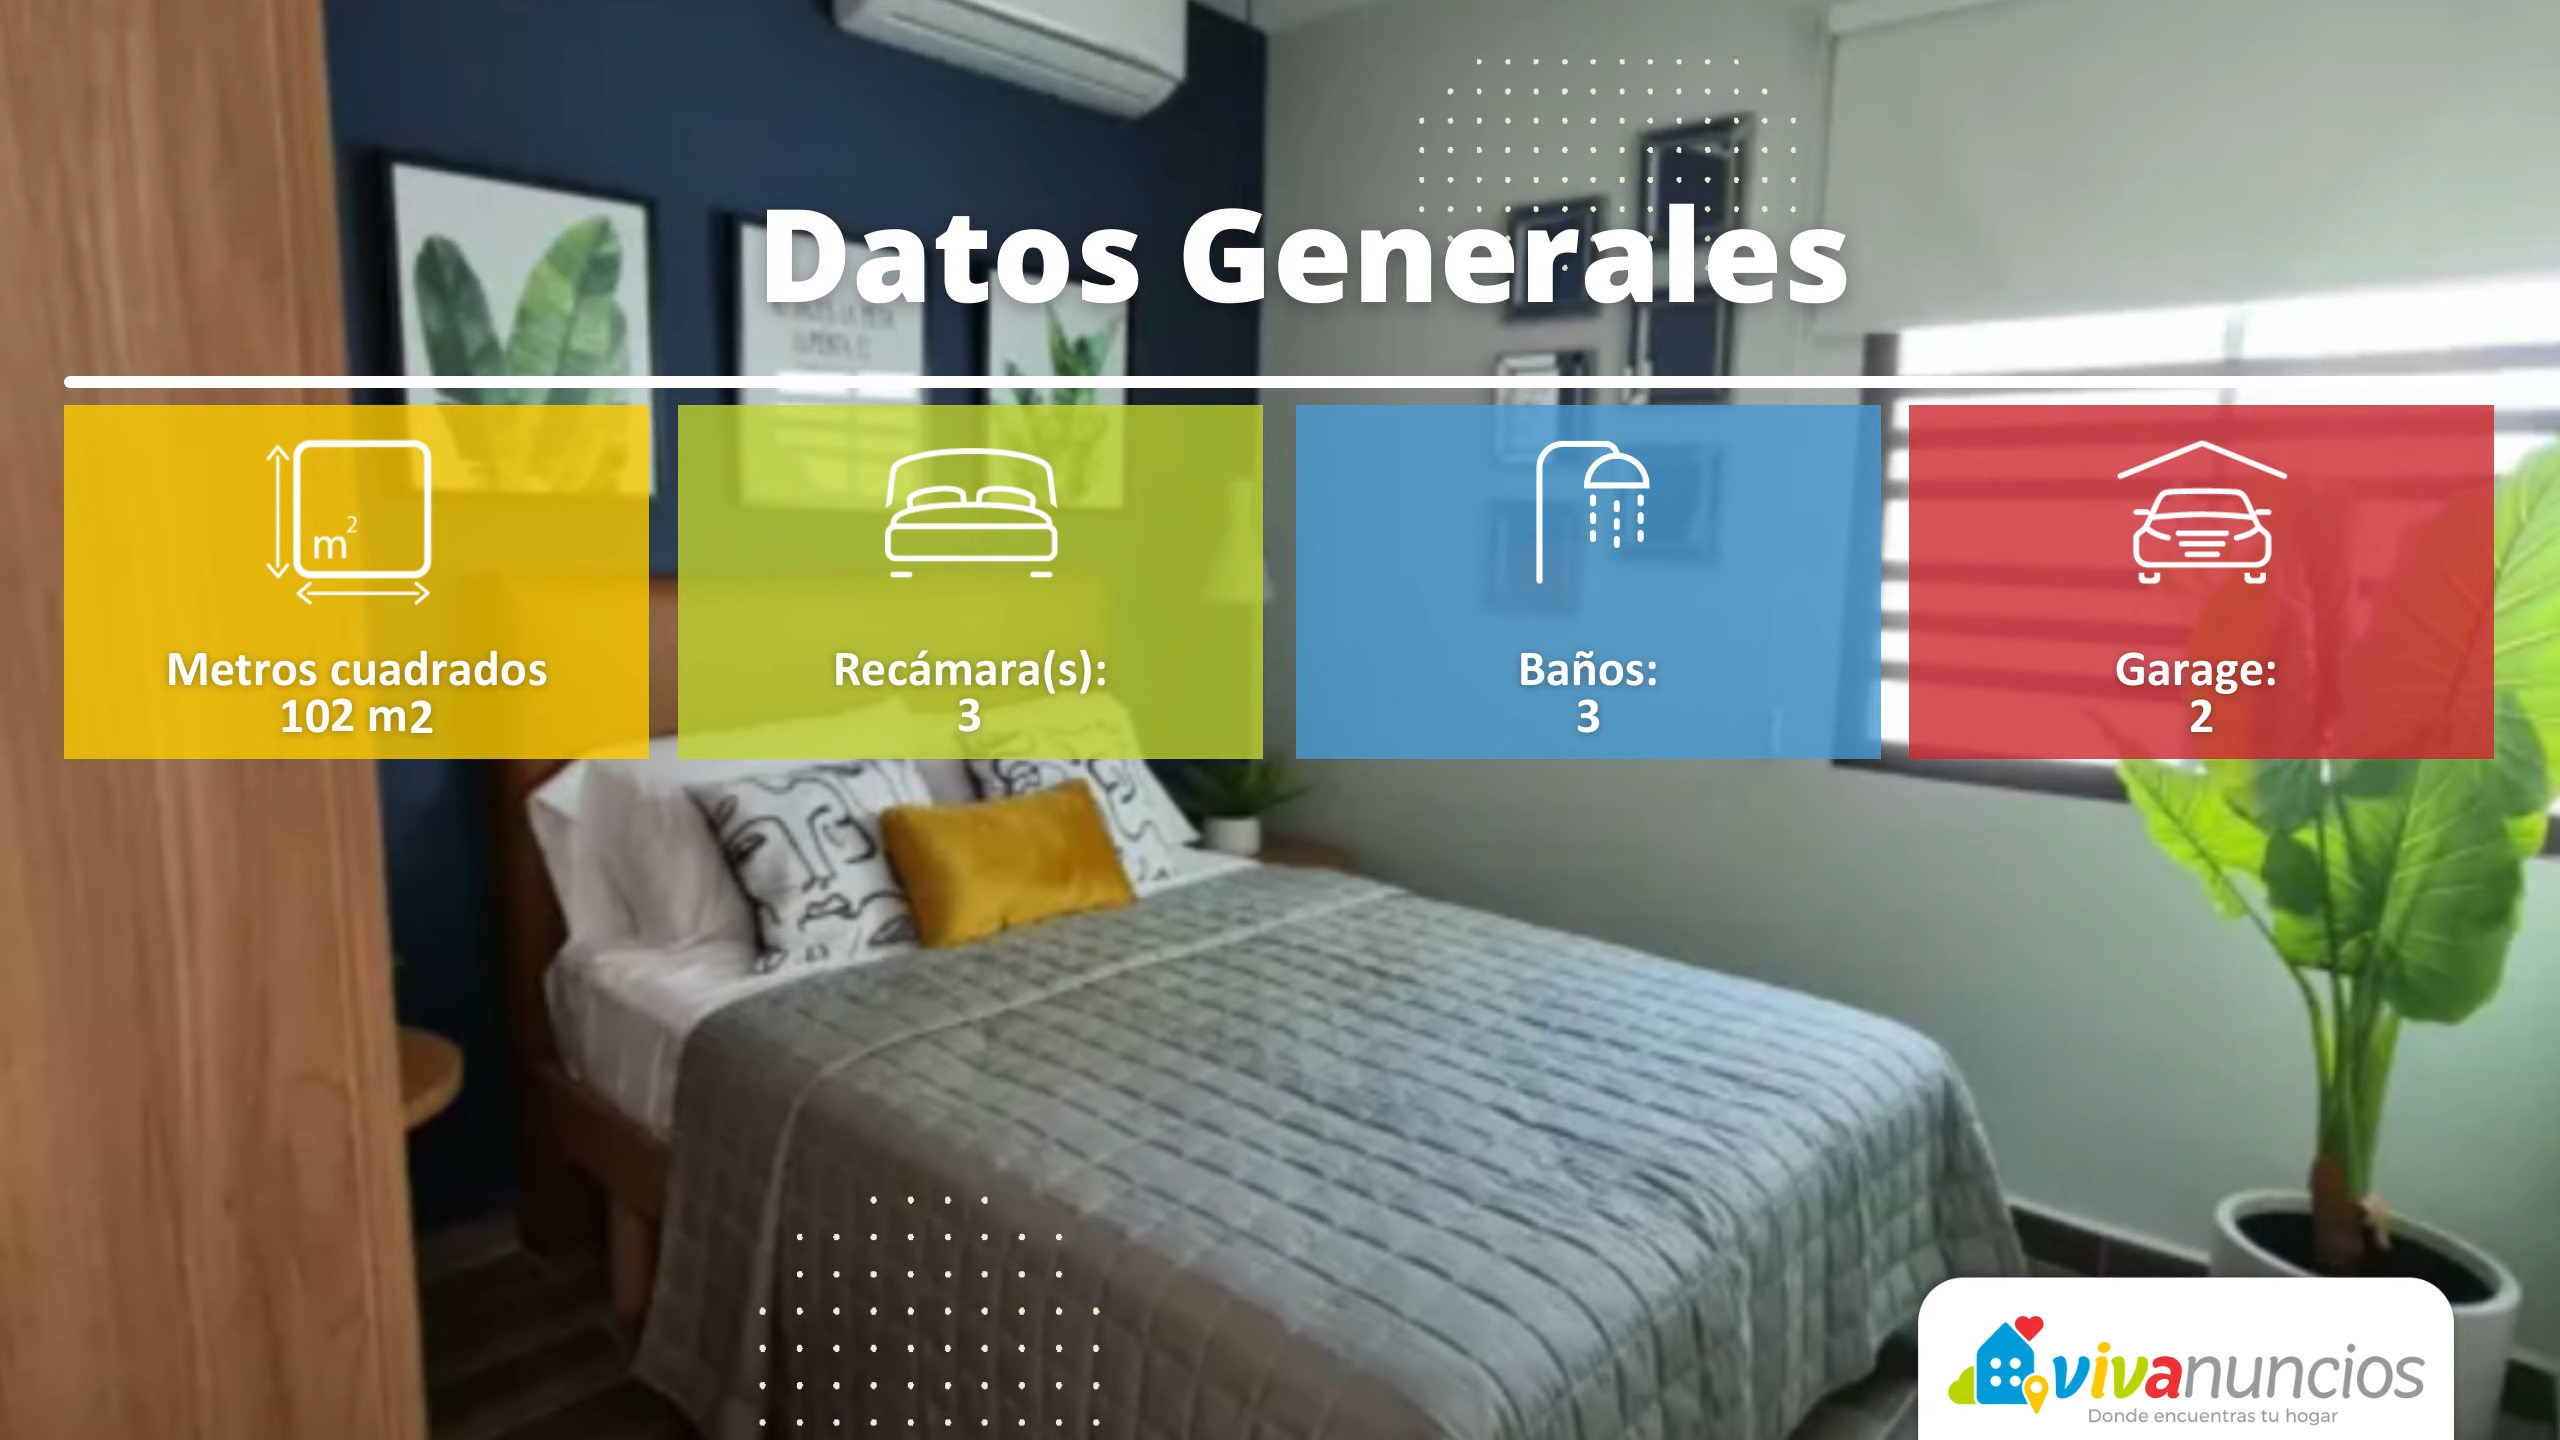 Datos Generales
m²
Metros cuadrados
102 m2
Recámara(s):
3
Baños:
3
Garage:
2
vivanuncios
Donde encuentras tu hogar